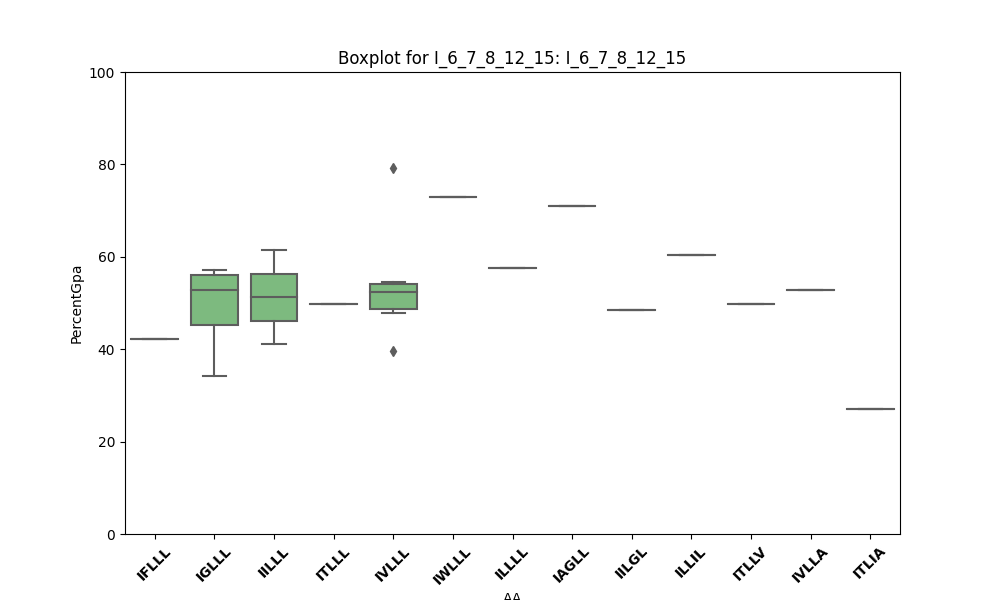 Boxplot for I_6_7_8_12_15: I_6_7_8_12_15
100
80
60
40
20
0
PercentGpa
IFLLL
IGLLL
IILLL
ITLLL
IVLLL
IWLLL
ILLLL
IAGLL
IILGL
ILLIL
ITLLV
IVLLA
ITLIA
AA